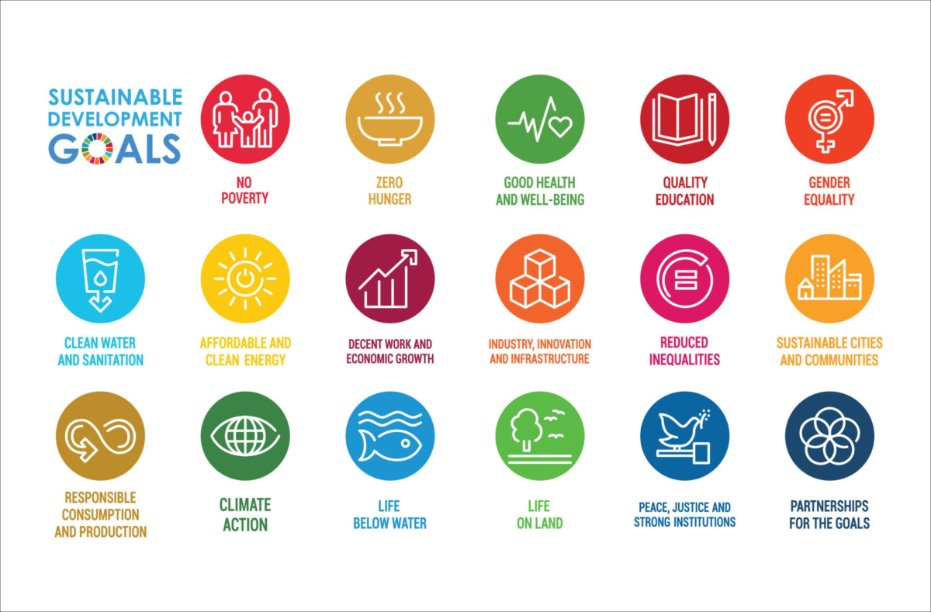 SUSTAINABLE
DEVELOPMENT
GOALS
NO
POVERTY
ZERO
HUNGER
GOOD HEALTH
AND WELL-BEING
QUALITY
EDUCATION
GENDER
EQUALITY
CLEAN WATER
AND SANITATION
AFFORDABLE AND
CLEAN ENERGY
DECENT WORK AND
ECONOMIC GROWTH
INDUSTRY, INNOVATION
AND INFRASTRUCTURE
REDUCED
INEQUALITIES
SUSTAINABLE CITIES
AND COMMUNITIES
RESPONSIBLE
CONSUMPTION
AND PRODUCTION
CLIMATE
ACTION
LIFE
BELOW WATER
LIFE
ON LAND
PEACE, JUSTICE AND
STRONG INSTITUTIONS
PARTNERSHIPS
FOR THE GOALS